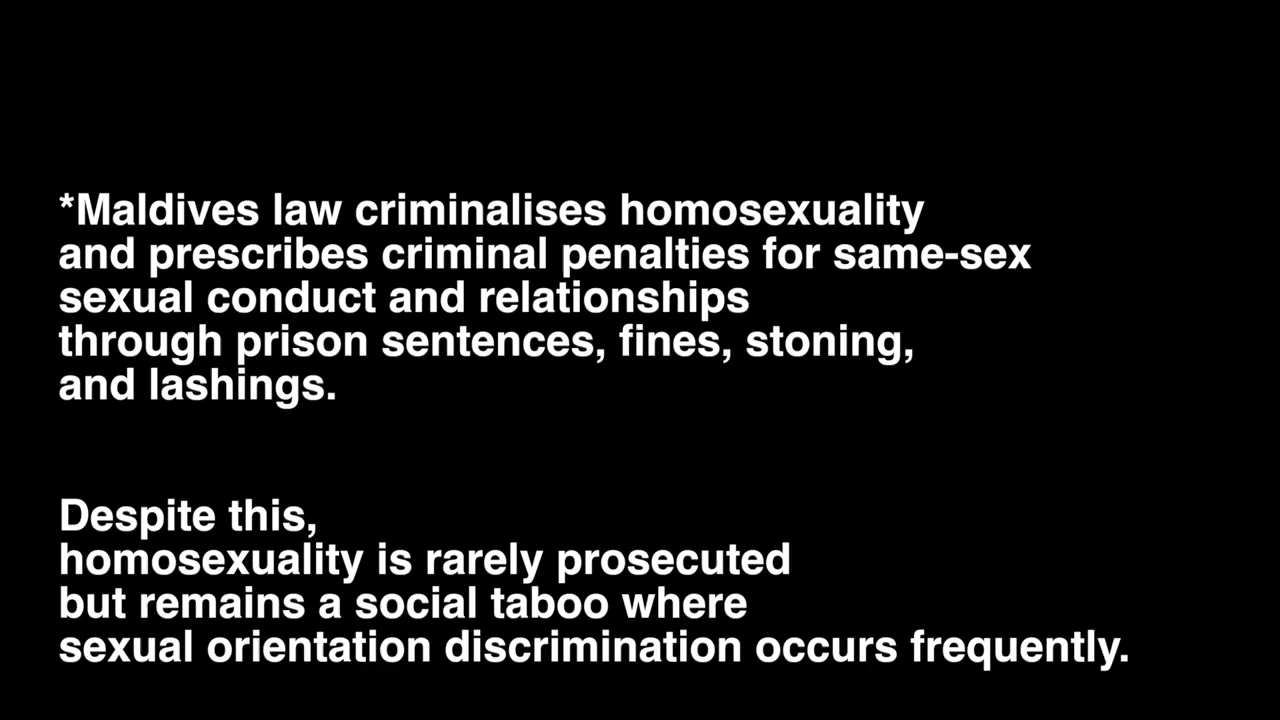 *Maldives law criminalises homosexuality
and prescribes criminal penalties for same-sex
sexual conduct and relationships
through prison sentences, fines, stoning,
and lashings.
Despite this,
homosexuality is rarely prosecuted
but remains a social taboo where
sexual orientation discrimination occurs frequently.